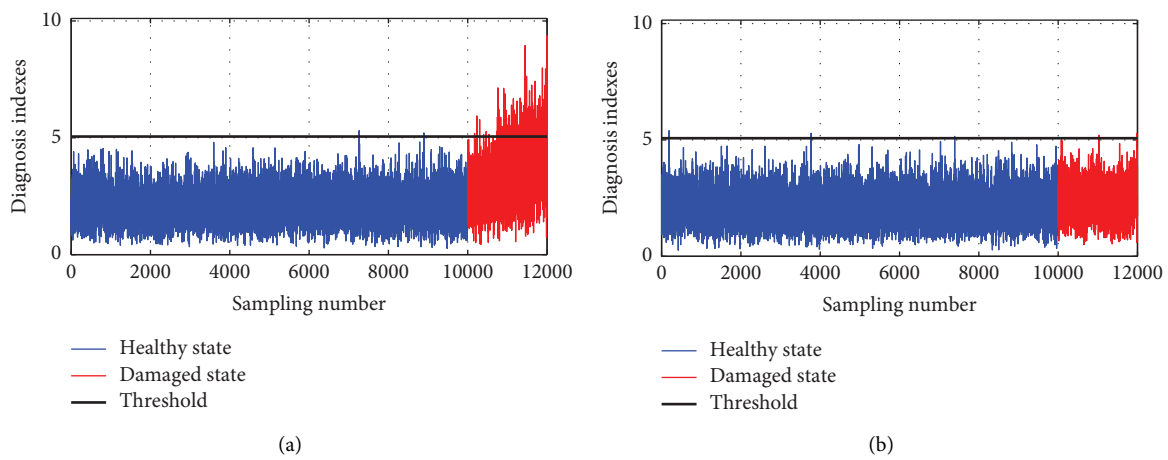 10
5
0
Diagnosis indexes
0 2000 4000 6000 8000 10000 12000
Sampling number
Healthy state
Damaged state
Threshold
(a)
10
5
0
Diagnosis indexes
0 2000 4000 6000 8000 10000 12000
Sampling number
Healthy state
Damaged state
Threshold
(b)